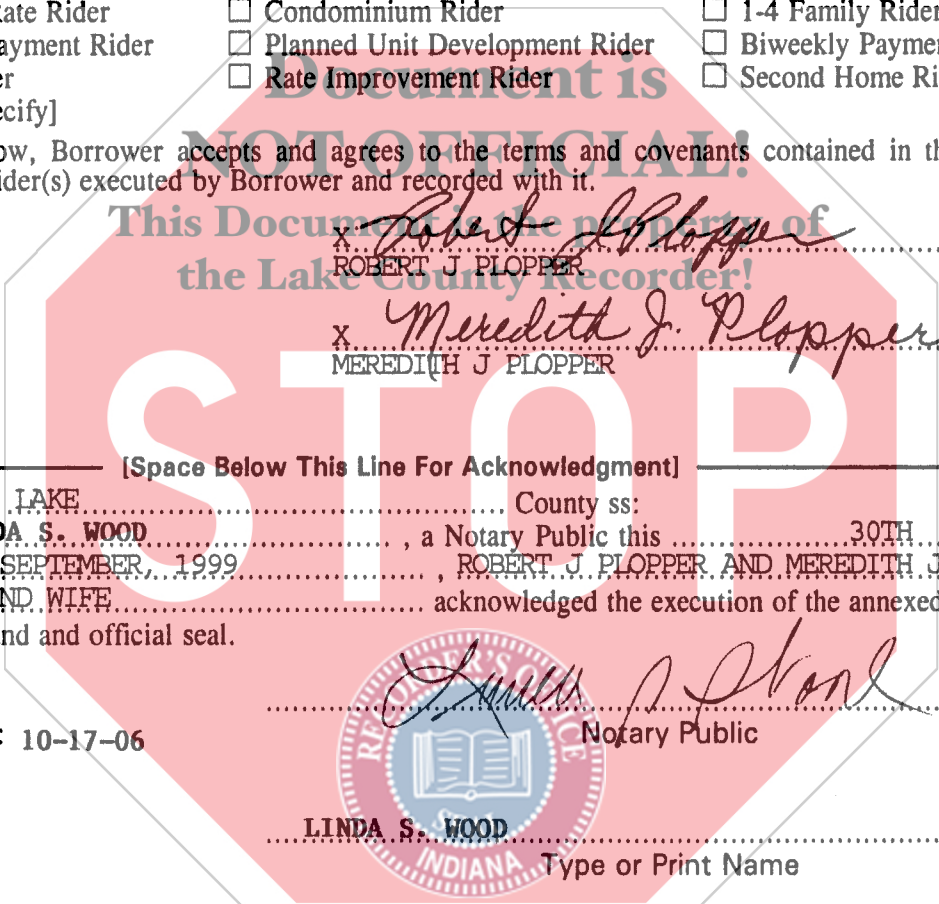 ate Rider ☐ Condominium Rider ☐ 1-4 Family Rider
ayment Rider ☐ Planned Unit Development Rider ☐ Biweekly Payme
er ☐ Rate Improvement Rider ☐ Second Home Ri
ecify]
Document is
NOT OFFICIAL!
ow, Borrower accepts and agrees to the terms and covenants contained in th
ider(s) executed by Borrower and recorded with it.
This Document is the property of
the Lake County Recorder!
X Robert J Plopper
ROBERT J PLOPPER
X Meredith J. Plopper
MEREDITH J PLOPPER
STOP
[Space Below This Line For Acknowledgment]
LAKE County ss:
DA S. WOOD , a Notary Public this 30TH
SEPTEMBER, 1999 , ROBERT J PLOPPER AND MEREDITH J
ND WIFE acknowledged the execution of the annexed
nd and official seal.
Linda S Wood
: 10-17-06 Notary Public
RECORDER'S OFFICE
LINDA S. WOOD
INDIANA
Type or Print Name